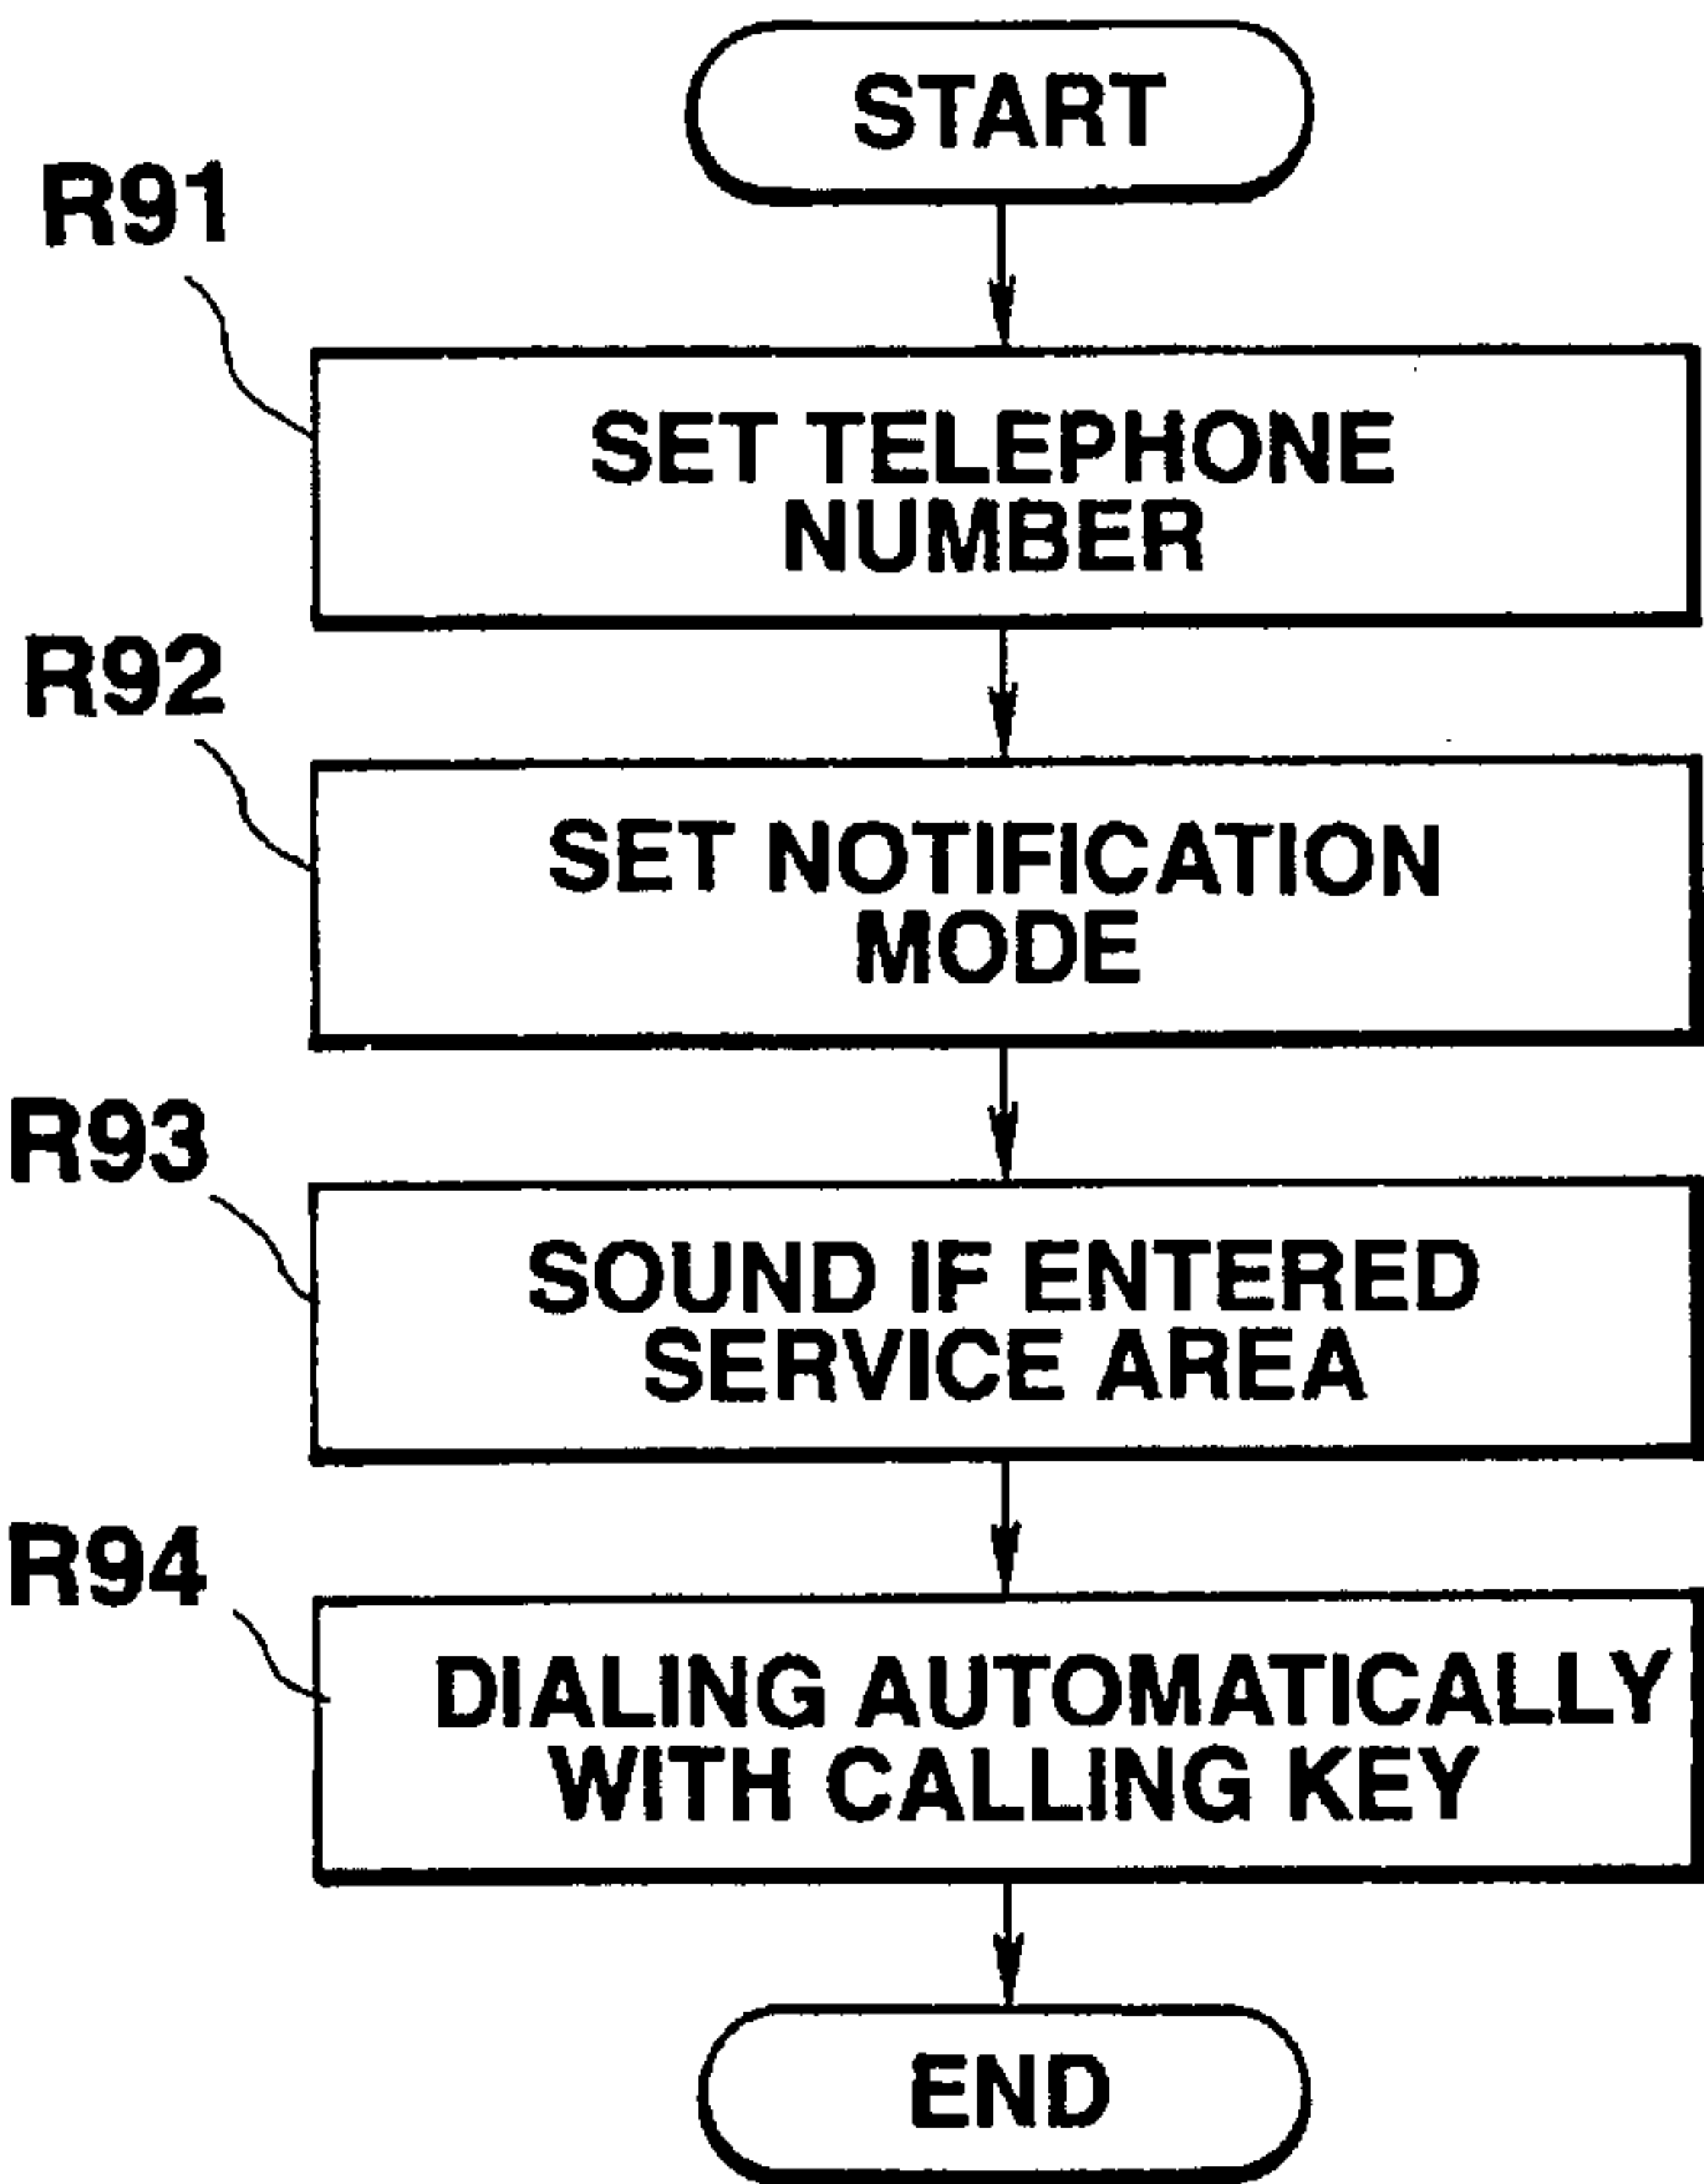 START
R91
SET TELEPHONE
NUMBER
R92
SET NOTIFICATION
MODE
R93
SOUND IF ENTERED
SERVICE AREA
R94
DIALING AUTOMATICALLY
WITH CALLING KEY
END